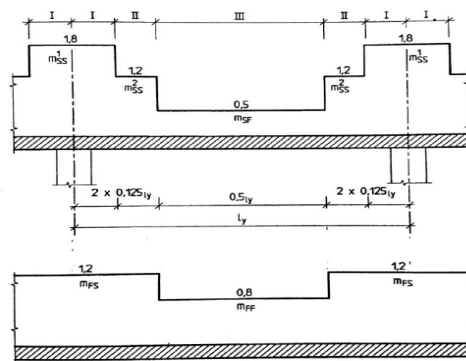 I I II III II I I
1,8 1,8
m¹SS m¹SS
1,2 1,2
m²SS m²SS
0,5
mSF
2 x 0,125ly 0,5ly 2 x 0,125ly
ly
1,2 1,2
mFS mFS
0,8
mFF